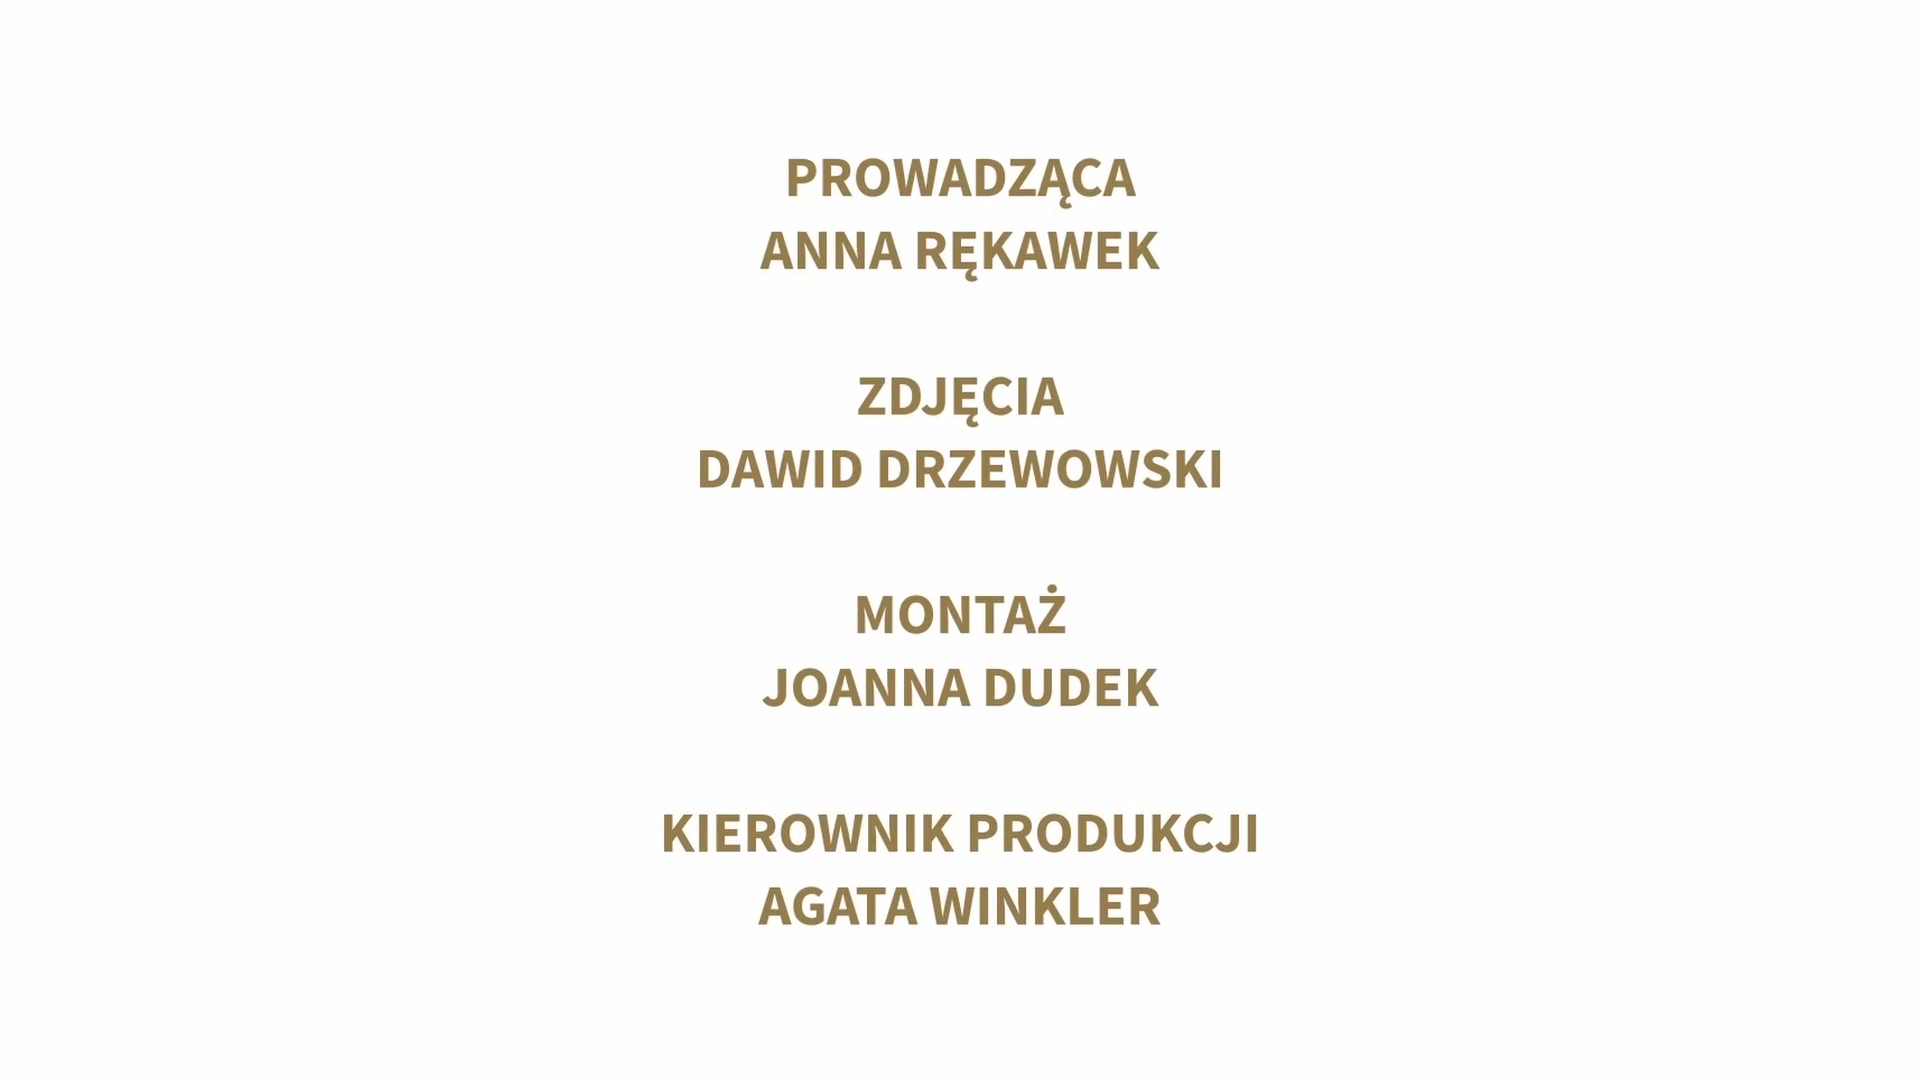 PROWADZĄCA
ANNA RĘKAWEK
ZDJĘCIA
DAWID DRZEWOWSKI
MONTAŻ
JOANNA DUDEK
KIEROWNIK PRODUKCJI
AGATA WINKLER